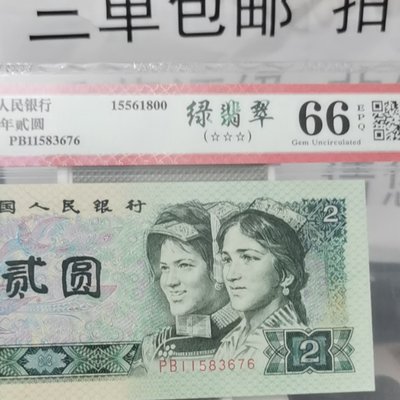 三单包邮 拍
人民银行 15561800 绿翡翠 66 EPQ
年贰圆 (☆☆☆) Gem Uncirculated
PB11583676
国人民银行
2
贰圆
PB11583676
2